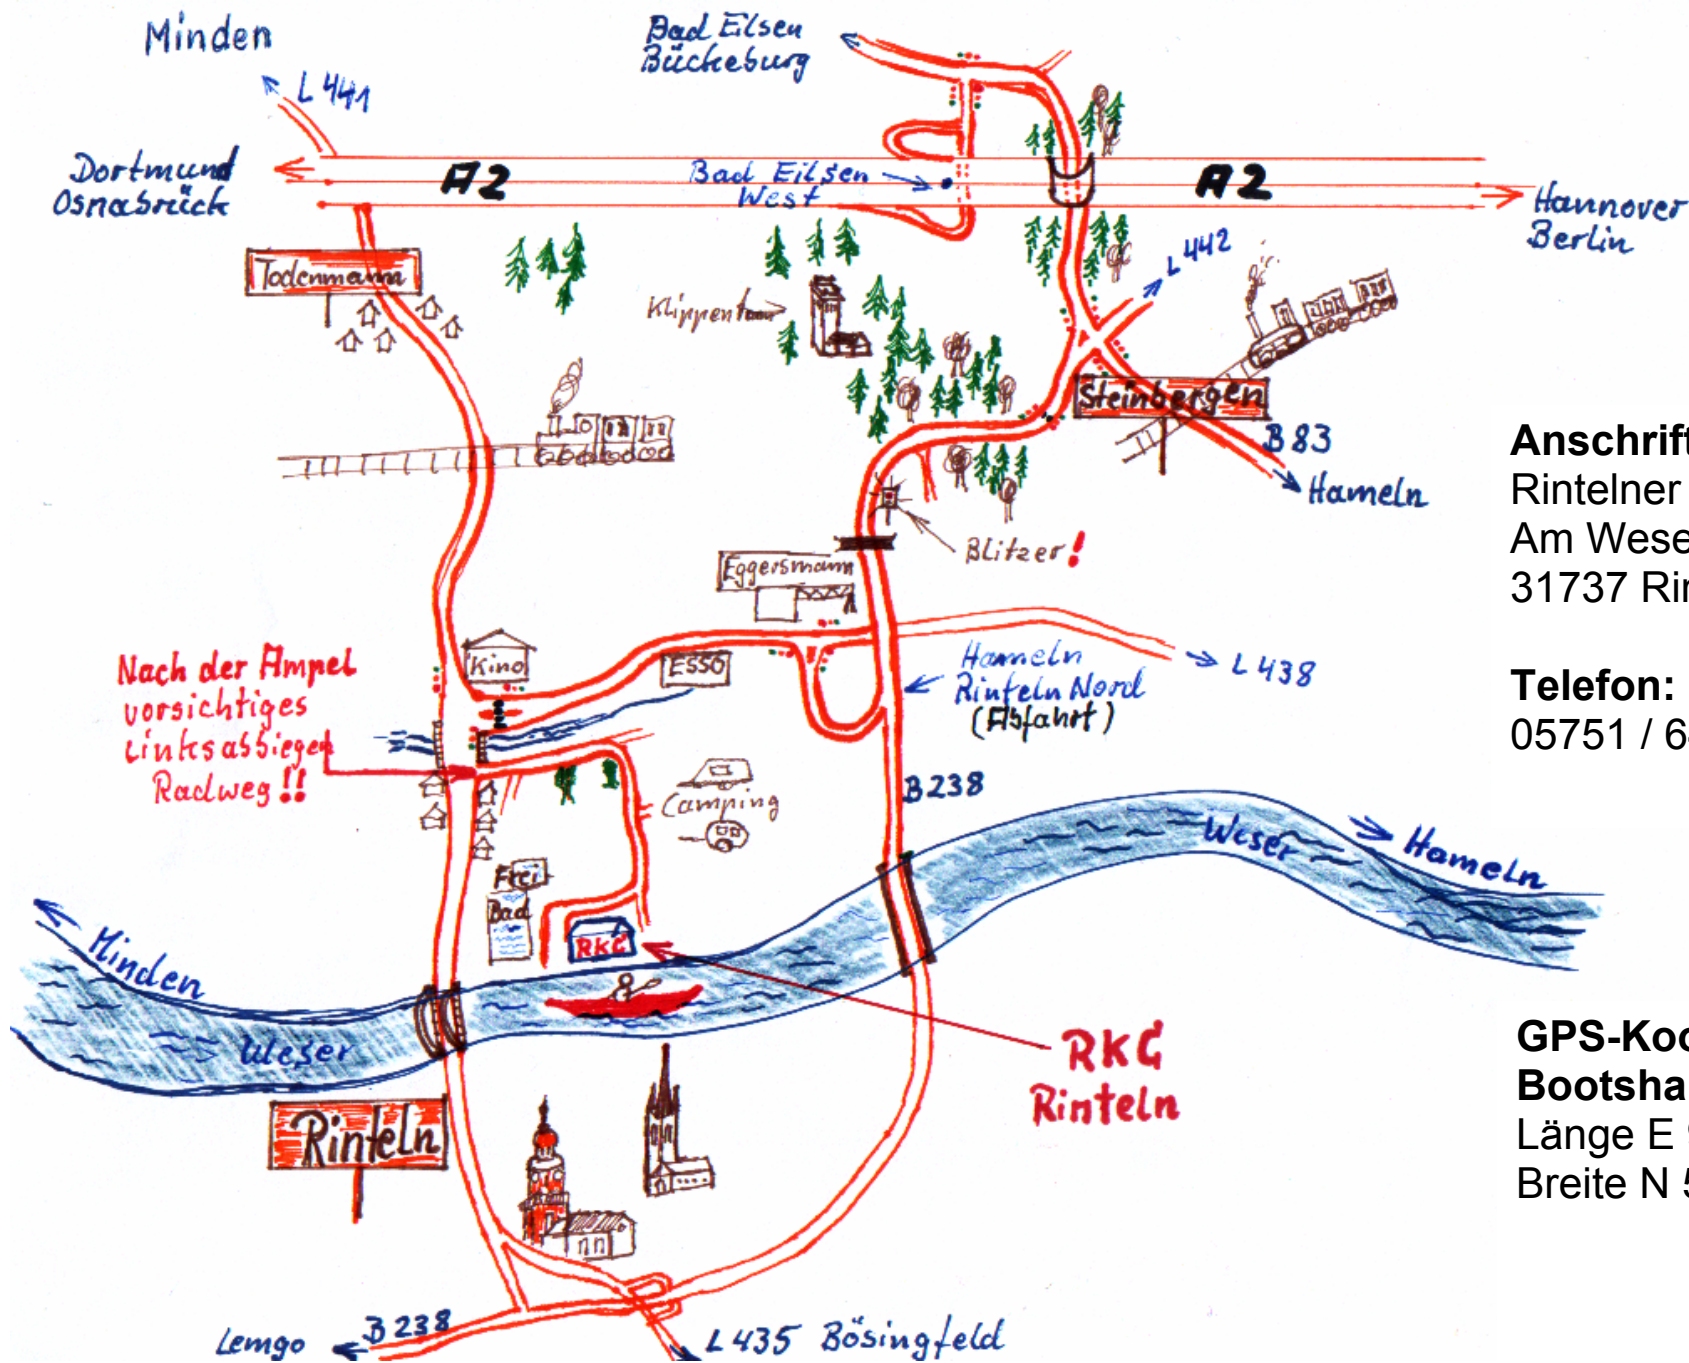 Minden
L 441
Bad Eilsen
Bückeburg
Dortmund
Osnabrück
A2
Bad Eilsen
West
A2
Hannover
Berlin
Todenmann
Klippenturm
L 442
Steinbergen
B 83
Hameln
Blitzer!
Eggersmann
Nach der Ampel
vorsichtiges
Linksabbiegen
Radweg !!
Kino
ESSO
Hameln
Rinteln Nord
(Abfahrt)
L 438
B 238
Camping
Frei
Bad
RKC
Weser
Hameln
Minden
Weser
RKC
Rinteln
Rinteln
Lemgo
B 238
L 435 Bösingfeld
Anschrift
Rintelner
Am Wese
31737 Rin
Telefon:
05751 / 6
GPS-Koo
Bootsha
Länge E 9
Breite N 5